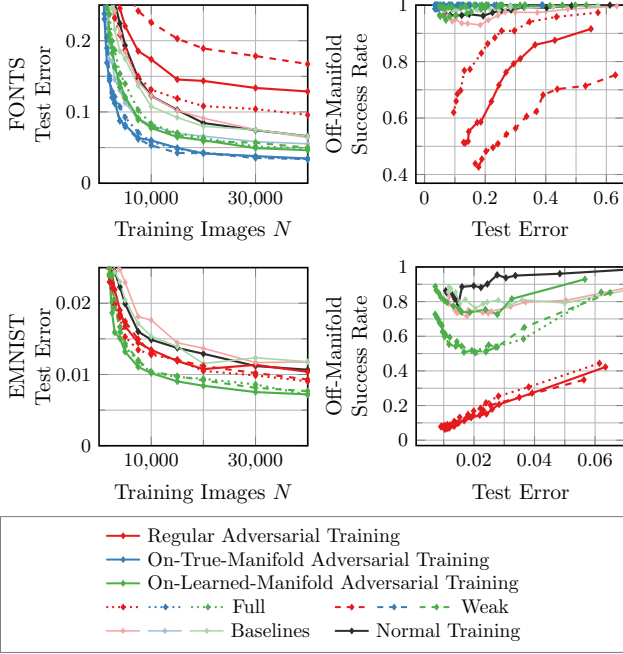 FONTS
Test Error
0.2
0.1
0
10,000 30,000
Training Images N
Off-Manifold
Success Rate
1
0.8
0.6
0.4
0 0.2 0.4 0.6
Test Error
EMNIST
Test Error
0.02
0.01
0
10,000 30,000
Training Images N
Off-Manifold
Success Rate
1
0.8
0.6
0.4
0.2
0
0.02 0.04 0.06
Test Error
Regular Adversarial Training
On-True-Manifold Adversarial Training
On-Learned-Manifold Adversarial Training
Full Weak
Baselines Normal Training